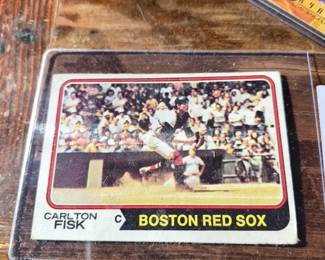 CARLTON
FISK
C
BOSTON RED SOX